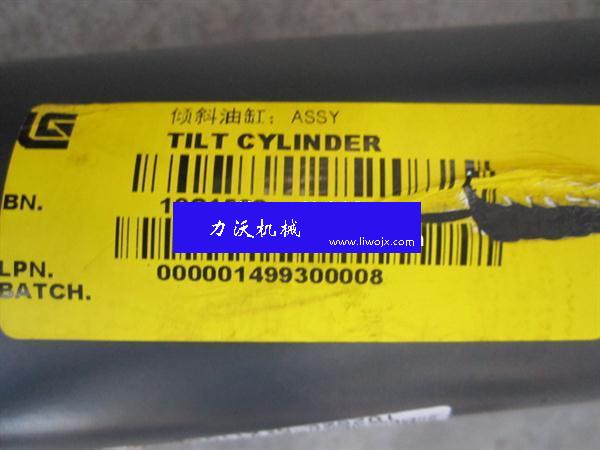 倾斜油缸; ASSY
TILT CYLINDER
BN.
力沃机械
www.liwojx.com
LPN.
000001499300008
BATCH.